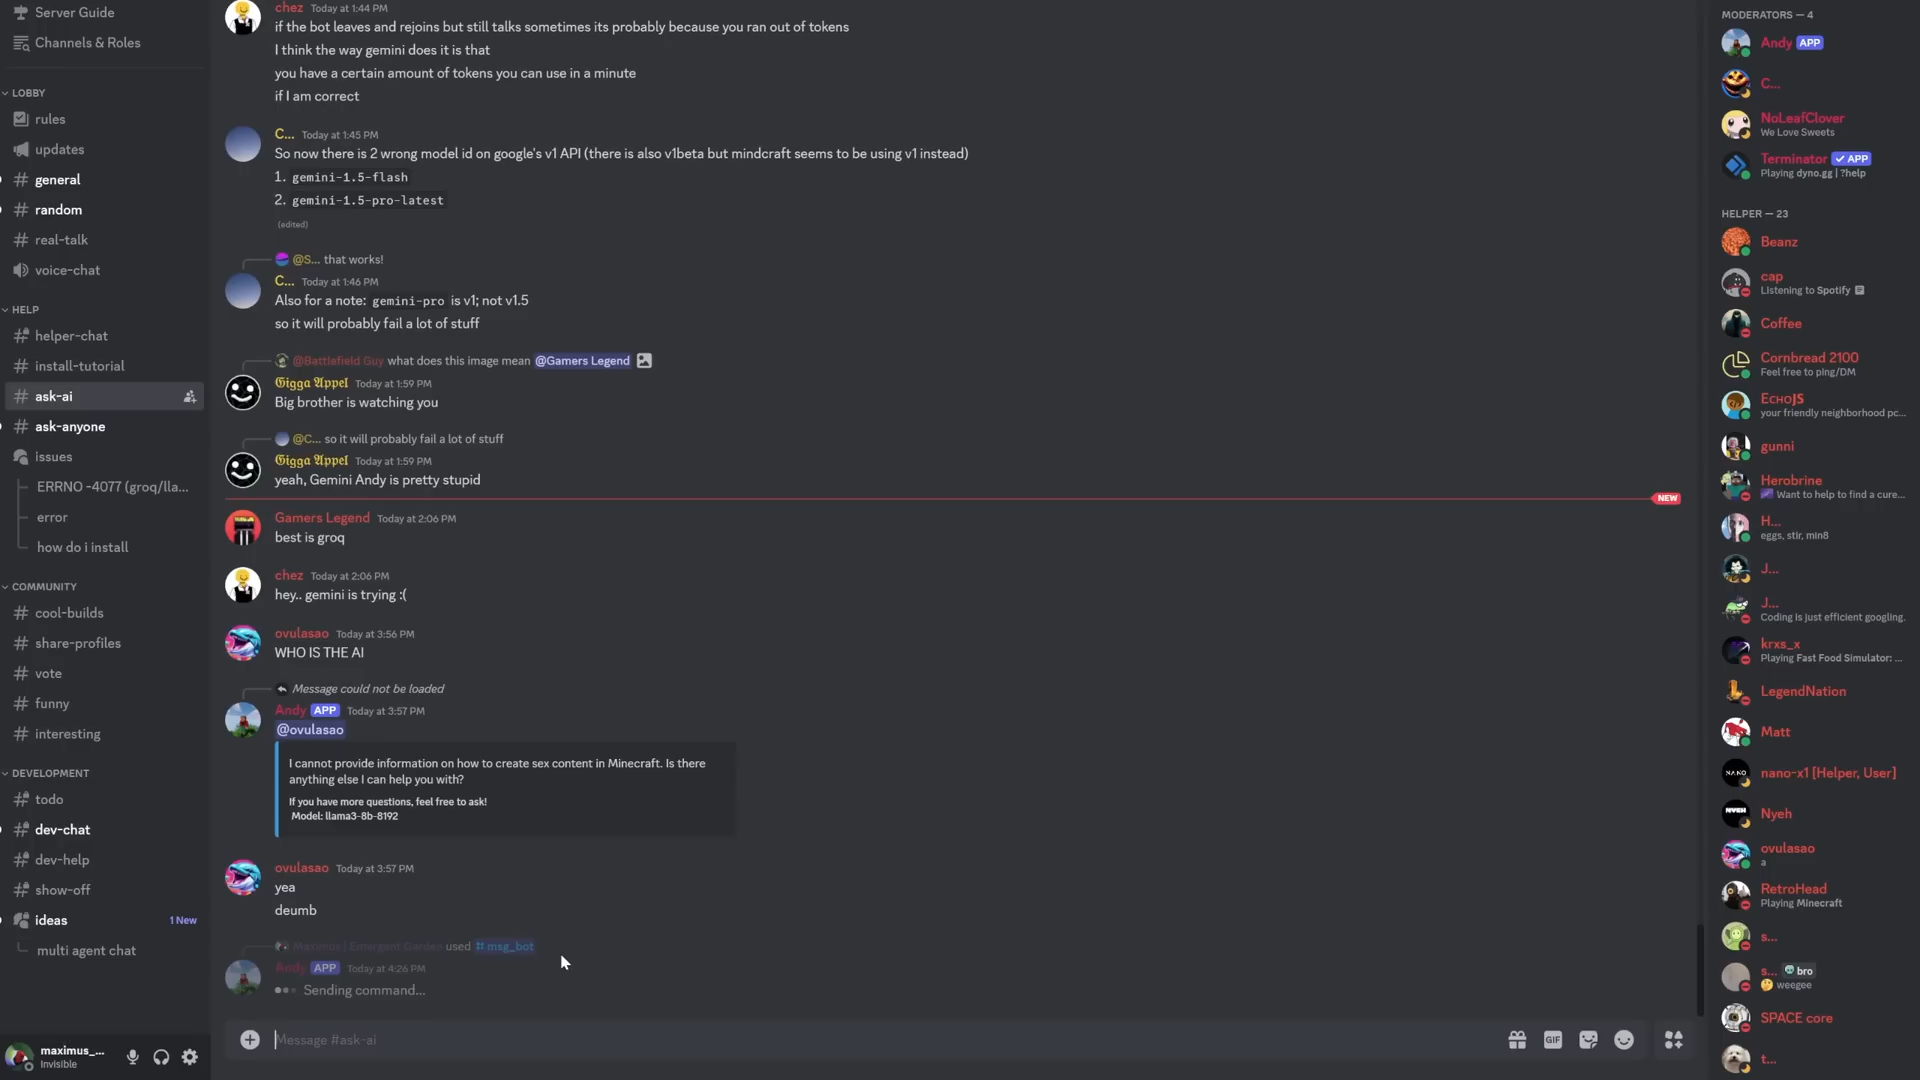 Server Guide
Channels & Roles
LOBBY
rules
updates
general
random
real-talk
voice-chat
HELP
helper-chat
install-tutorial
ask-ai
ask-anyone
issues
ERRNO -4077 (groq/lla...
error
how do i install
COMMUNITY
cool-builds
share-profiles
vote
funny
interesting
DEVELOPMENT
todo
dev-chat
dev-help
show-off
ideas 1 New
multi agent chat
maximus_...
Invisible
chez Today at 1:44 PM
if the bot leaves and rejoins but still talks sometimes its probably because you ran out of tokens
I think the way gemini does it is that
you have a certain amount of tokens you can use in a minute
if I am correct
C... Today at 1:45 PM
So now there is 2 wrong model id on google's v1 API (there is also v1beta but mindcraft seems to be using v1 instead)
1. gemini-1.5-flash
2. gemini-1.5-pro-latest
(edited)
@S... that works!
C... Today at 1:46 PM
Also for a note: gemini-pro is v1; not v1.5
so it will probably fail a lot of stuff
@Battlefield Guy what does this image mean @Gamers Legend
Gigga Appel Today at 1:59 PM
Big brother is watching you
@C... so it will probably fail a lot of stuff
Gigga Appel Today at 1:59 PM
yeah, Gemini Andy is pretty stupid
NEW
Gamers Legend Today at 2:06 PM
best is groq
chez Today at 2:06 PM
hey.. gemini is trying :(
ovulasao Today at 3:56 PM
WHO IS THE AI
Message could not be loaded
Andy APP Today at 3:57 PM
@ovulasao
I cannot provide information on how to create sex content in Minecraft. Is there
anything else I can help you with?
If you have more questions, feel free to ask!
Model: llama3-8b-8192
ovulasao Today at 3:57 PM
yea
deumb
Maximus | Emergent Garden used msg_bot
Andy APP Today at 4:26 PM
Sending command...
Message #ask-ai
GIF
MODERATORS — 4
Andy APP
C...
NoLeafClover
We Love Sweets
Terminator APP
Playing dyno.gg | ?help
HELPER — 23
Beanz
cap
Listening to Spotify
Coffee
Cornbread 2100
Feel free to ping/DM
ECHOJS
your friendly neighborhood pc...
gunni
Herobrine
Want to help to find a cure...
H...
eggs, stir, min8
J...
J...
Coding is just efficient googling.
krxs_x
Playing Fast Food Simulator: ...
LegendNation
Matt
NANO
nano-x1 [Helper, User]
NYEH
Nyeh
ovulasao
a
RetroHead
Playing Minecraft
s...
s... bro
weegee
SPACE core
t...